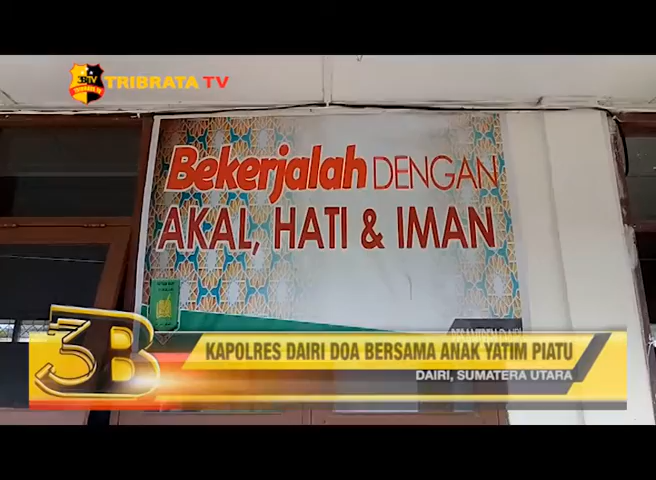 TRIBRATA TV
Bekerjalah DENGAN
AKAL, HATI & IMAN
3B
KAPOLRES DAIRI DOA BERSAMA ANAK YATIM PIATU
DAIRI, SUMATERA UTARA